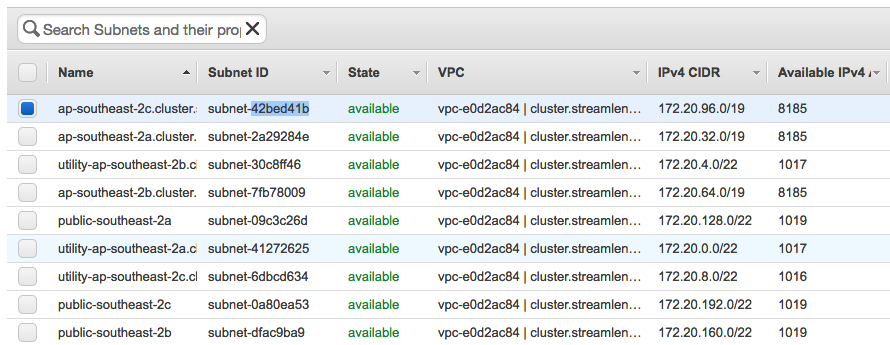 Search Subnets and their prop
Name Subnet ID State VPC IPv4 CIDR Available IPv4 A
ap-southeast-2c.cluster. subnet-42bed41b available vpc-e0d2ac84 | cluster.streamlen… 172.20.96.0/19 8185
ap-southeast-2a.cluster. subnet-2a29284e available vpc-e0d2ac84 | cluster.streamlen… 172.20.32.0/19 8185
utility-ap-southeast-2b.cl subnet-30c8ff46 available vpc-e0d2ac84 | cluster.streamlen… 172.20.4.0/22 1017
ap-southeast-2b.cluster. subnet-7fb78009 available vpc-e0d2ac84 | cluster.streamlen… 172.20.64.0/19 8185
public-southeast-2a subnet-09c3c26d available vpc-e0d2ac84 | cluster.streamlen… 172.20.128.0/22 1019
utility-ap-southeast-2a.cl subnet-41272625 available vpc-e0d2ac84 | cluster.streamlen… 172.20.0.0/22 1017
utility-ap-southeast-2c.cl subnet-6dbcd634 available vpc-e0d2ac84 | cluster.streamlen… 172.20.8.0/22 1016
public-southeast-2c subnet-0a80ea53 available vpc-e0d2ac84 | cluster.streamlen… 172.20.192.0/22 1019
public-southeast-2b subnet-dfac9ba9 available vpc-e0d2ac84 | cluster.streamlen… 172.20.160.0/22 1019